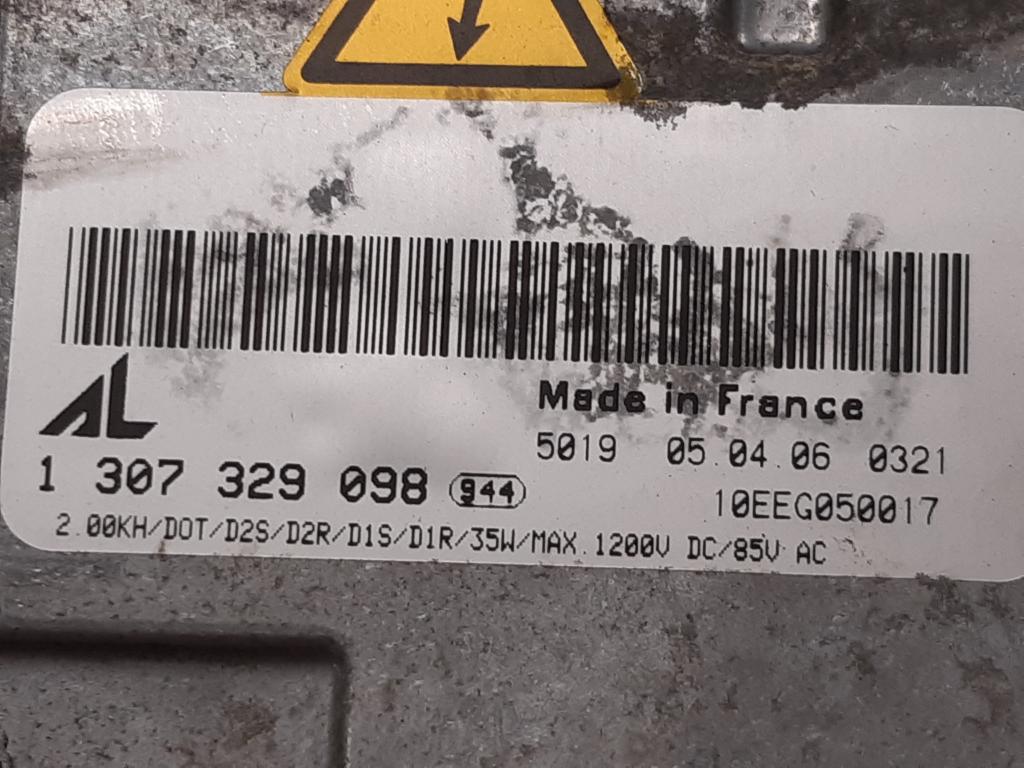 Made in France
AL
5019 05.04.06 0321
1 307 329 098 944
10EEG050017
2.00KH/DOT/D2S/D2R/D1S/D1R/35W/MAX.1200V DC/85V AC